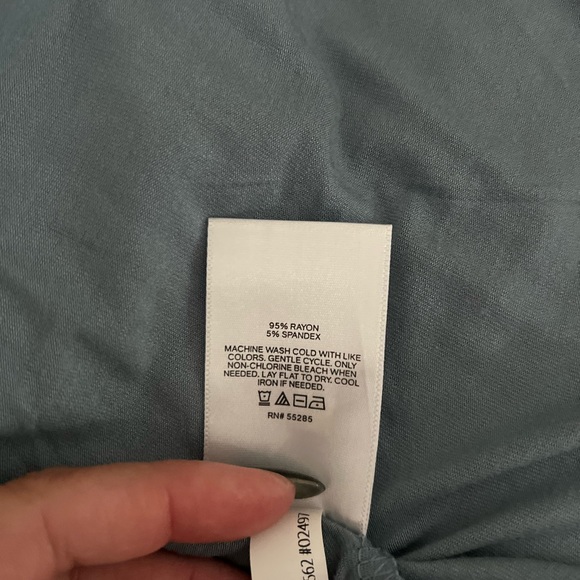 95% RAYON
5% SPANDEX
MACHINE WASH COLD WITH LIKE
COLORS. GENTLE CYCLE. ONLY
NON-CHLORINE BLEACH WHEN
NEEDED. LAY FLAT TO DRY. COOL
IRON IF NEEDED.
RN# 55285
562 #02497